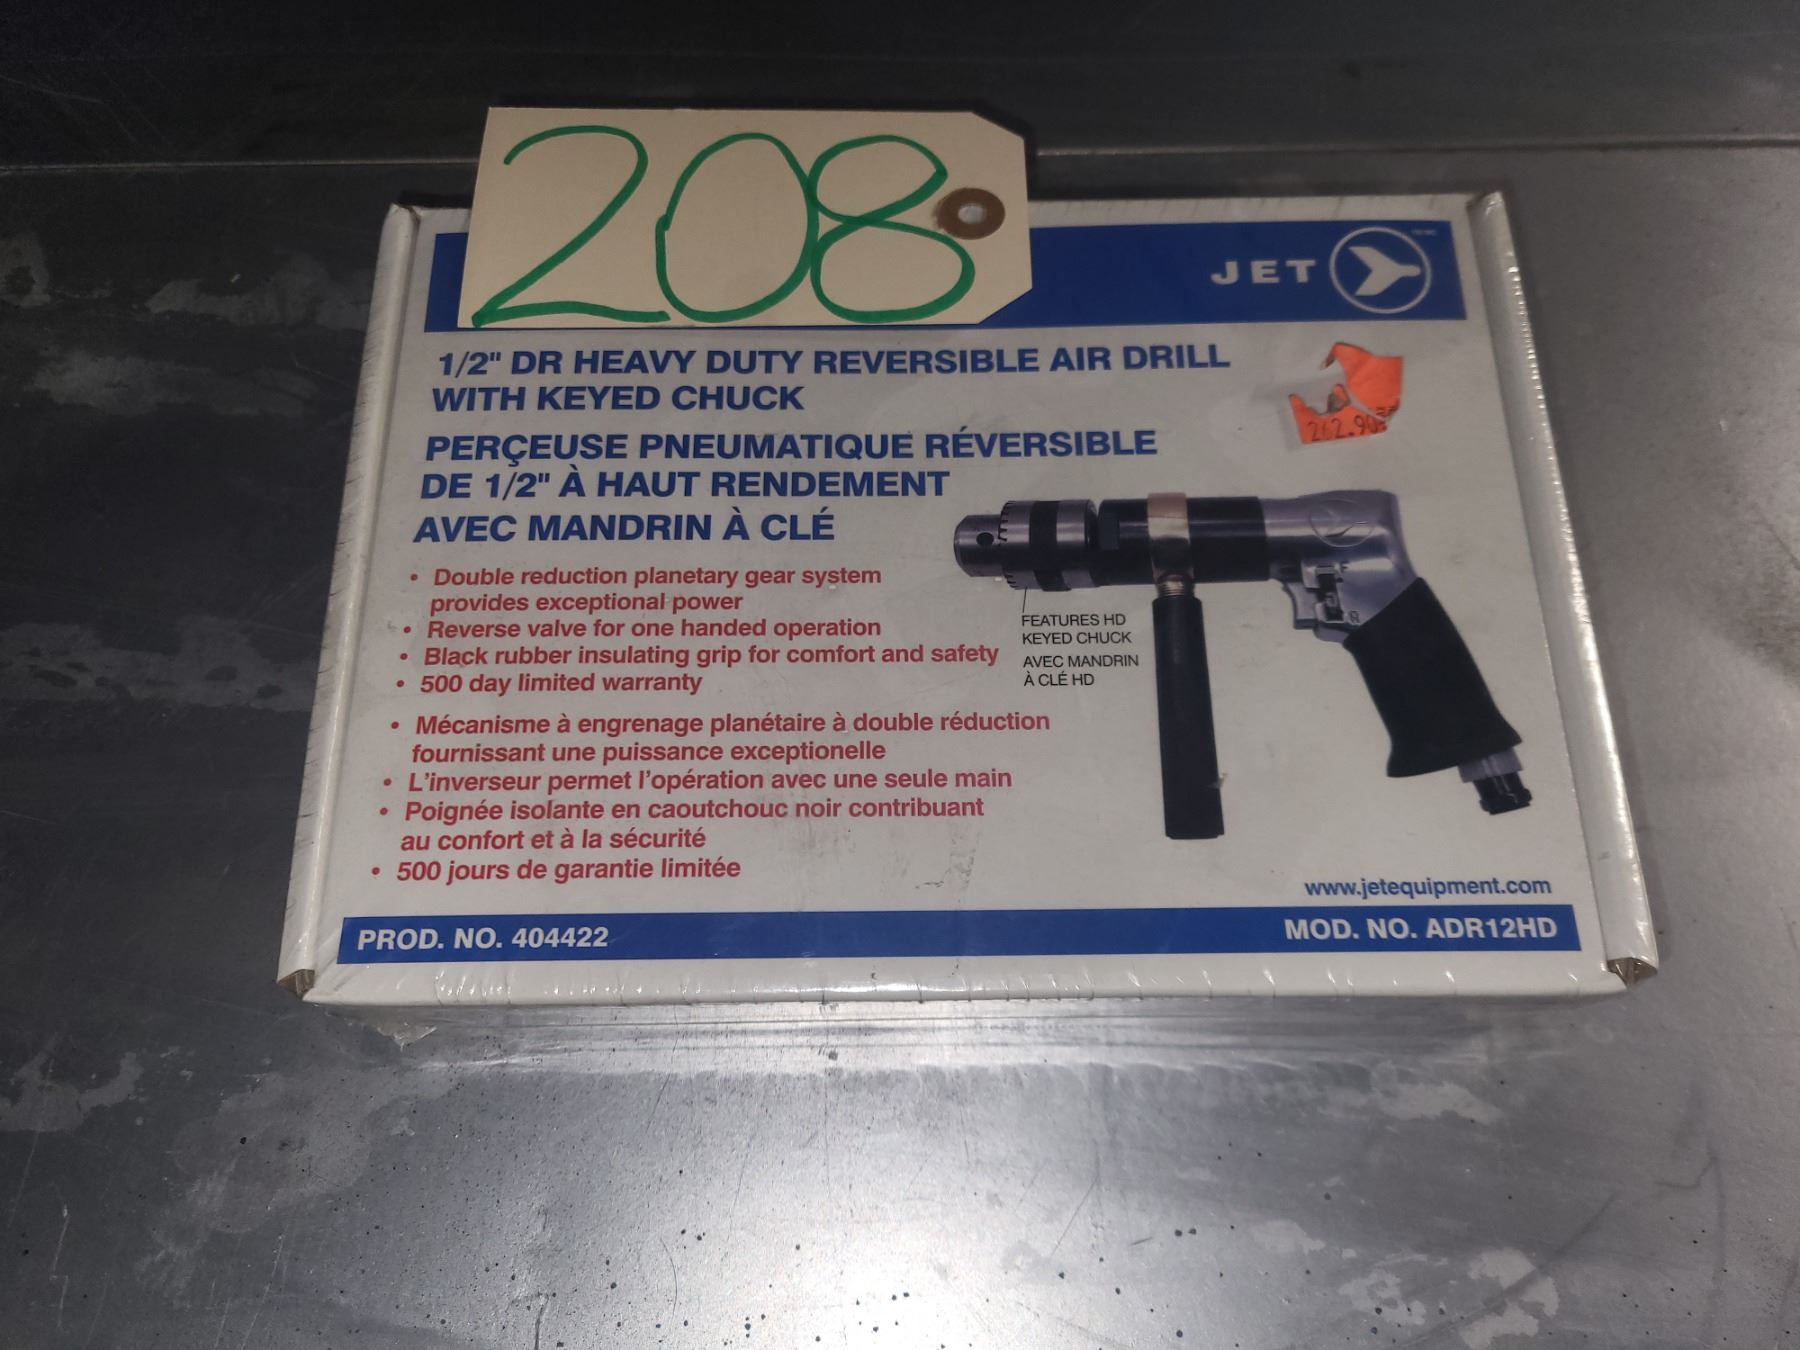 208
JET
1/2" DR HEAVY DUTY REVERSIBLE AIR DRILL
WITH KEYED CHUCK
262.90
PERÇEUSE PNEUMATIQUE RÉVERSIBLE
DE 1/2" À HAUT RENDEMENT
AVEC MANDRIN À CLÉ
• Double reduction planetary gear system
provides exceptional power
• Reverse valve for one handed operation
• Black rubber insulating grip for comfort and safety
• 500 day limited warranty
FEATURES HD
KEYED CHUCK
AVEC MANDRIN
À CLÉ HD
• Mécanisme à engrenage planétaire à double réduction
fournissant une puissance exceptionelle
• L'inverseur permet l'opération avec une seule main
• Poignée isolante en caoutchouc noir contribuant
au confort et à la sécurité
• 500 jours de garantie limitée
www.jetequipment.com
PROD. NO. 404422
MOD. NO. ADR12HD